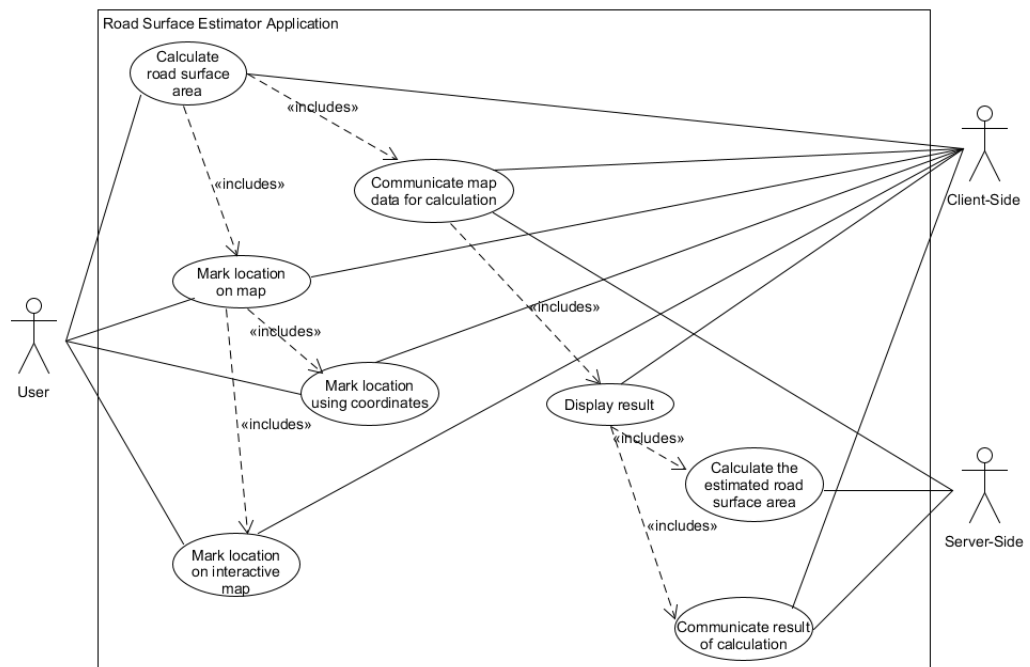 Road Surface Estimator Application
Calculate
road surface
area
«includes»
Communicate map
data for calculation
«includes»
Client-Side
Mark location
on map
«includes»
«includes»
User
Mark location
using coordinates
Display result
«includes»
«includes»
Calculate the
estimated road
surface area
«includes»
Server-Side
Mark location
on interactive
map
Communicate result
of calculation